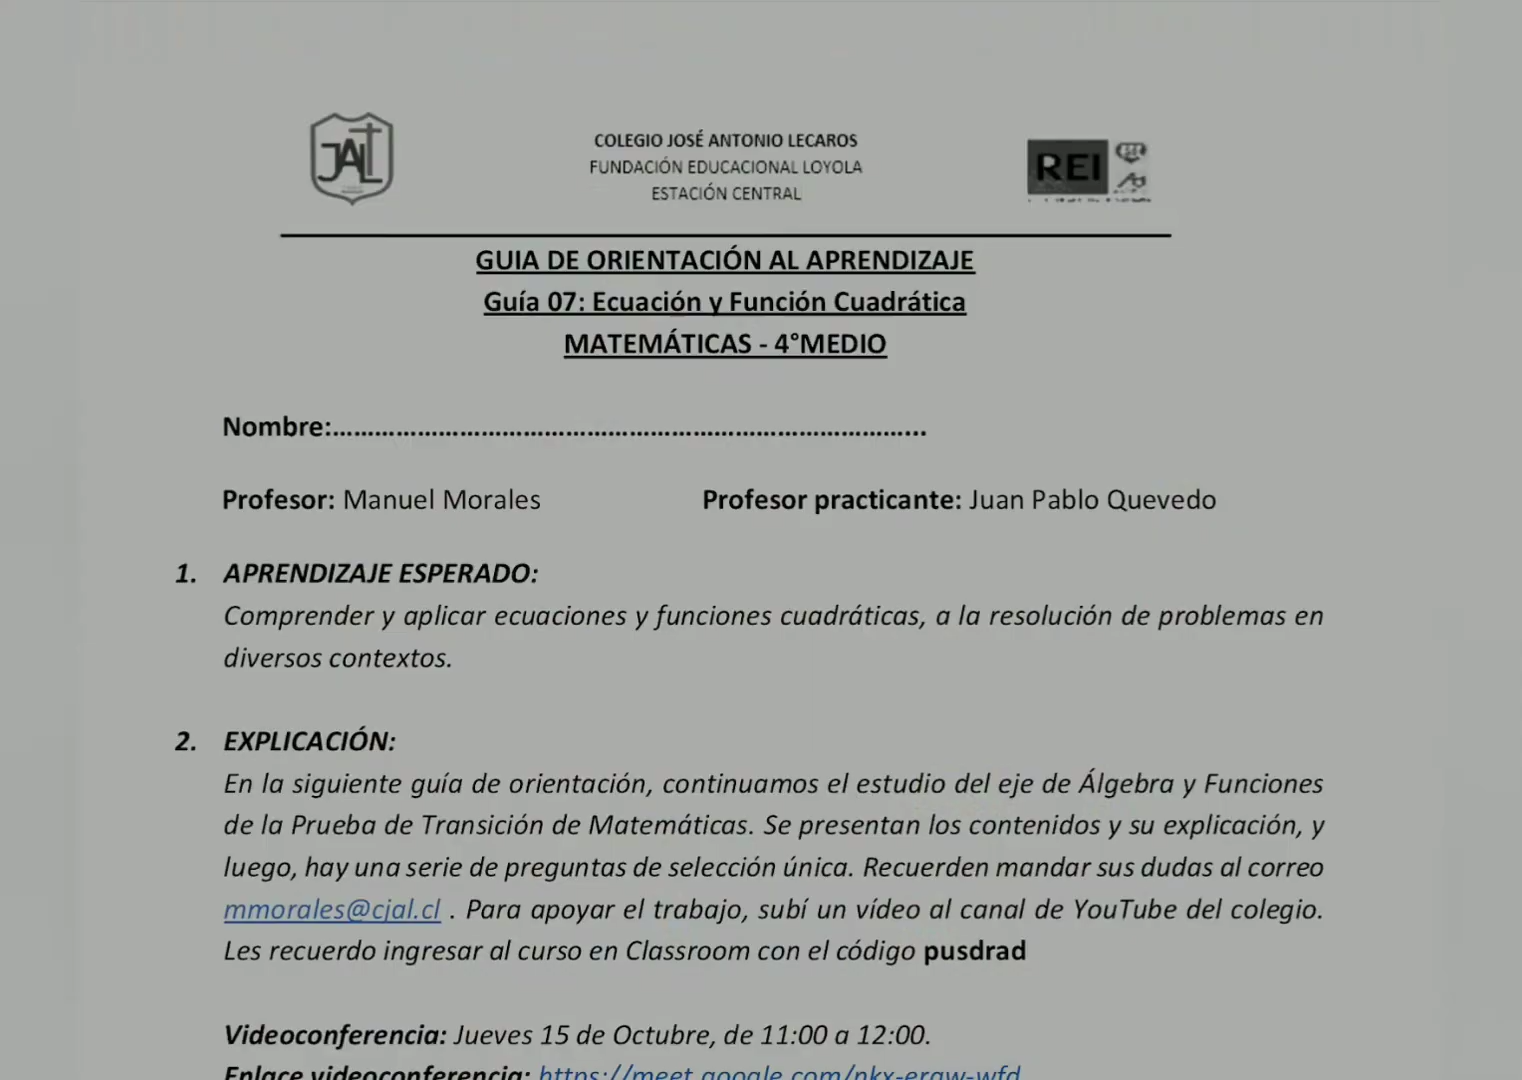 JAL
COLEGIO JOSÉ ANTONIO LECAROS
FUNDACIÓN EDUCACIONAL LOYOLA
ESTACIÓN CENTRAL
REI
GUIA DE ORIENTACIÓN AL APRENDIZAJE
Guía 07: Ecuación y Función Cuadrática
MATEMÁTICAS - 4°MEDIO
Nombre:………………………………………………………………………...
Profesor: Manuel Morales Profesor practicante: Juan Pablo Quevedo
1. APRENDIZAJE ESPERADO:
Comprender y aplicar ecuaciones y funciones cuadráticas, a la resolución de problemas en
diversos contextos.
2. EXPLICACIÓN:
En la siguiente guía de orientación, continuamos el estudio del eje de Álgebra y Funciones
de la Prueba de Transición de Matemáticas. Se presentan los contenidos y su explicación, y
luego, hay una serie de preguntas de selección única. Recuerden mandar sus dudas al correo
mmorales@cjal.cl . Para apoyar el trabajo, subí un vídeo al canal de YouTube del colegio.
Les recuerdo ingresar al curso en Classroom con el código pusdrad
Videoconferencia: Jueves 15 de Octubre, de 11:00 a 12:00.
Enlace videoconferencia: https://meet.google.com/nkx-eraw-wfd